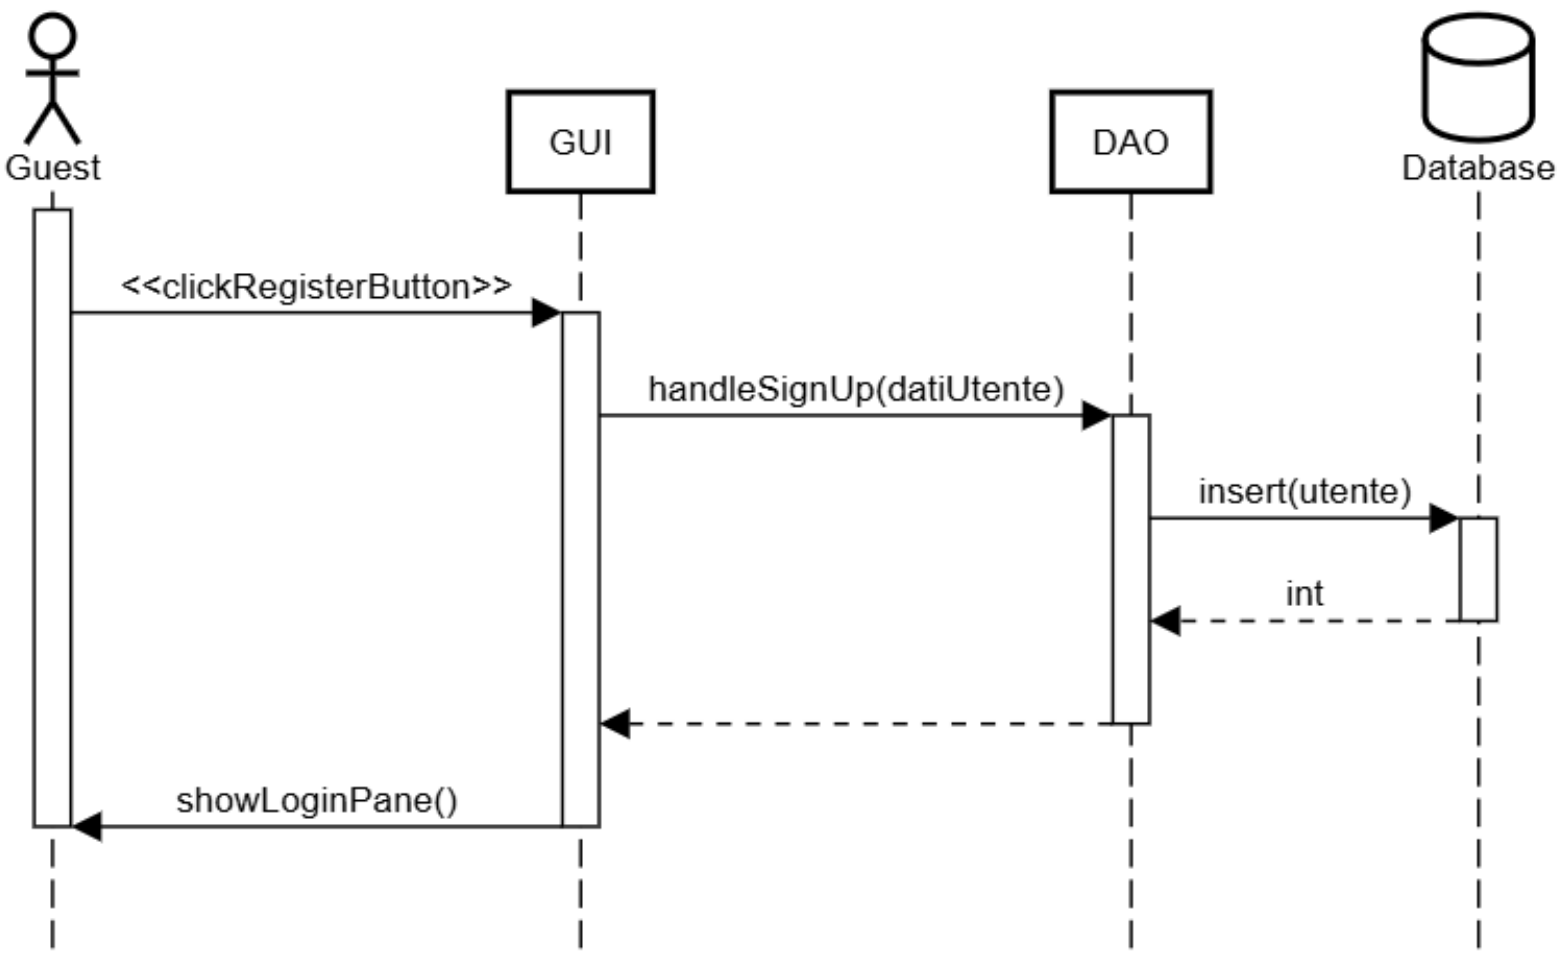 Guest
GUI
DAO
Database
<<clickRegisterButton>>
handleSignUp(datiUtente)
insert(utente)
int
showLoginPane()